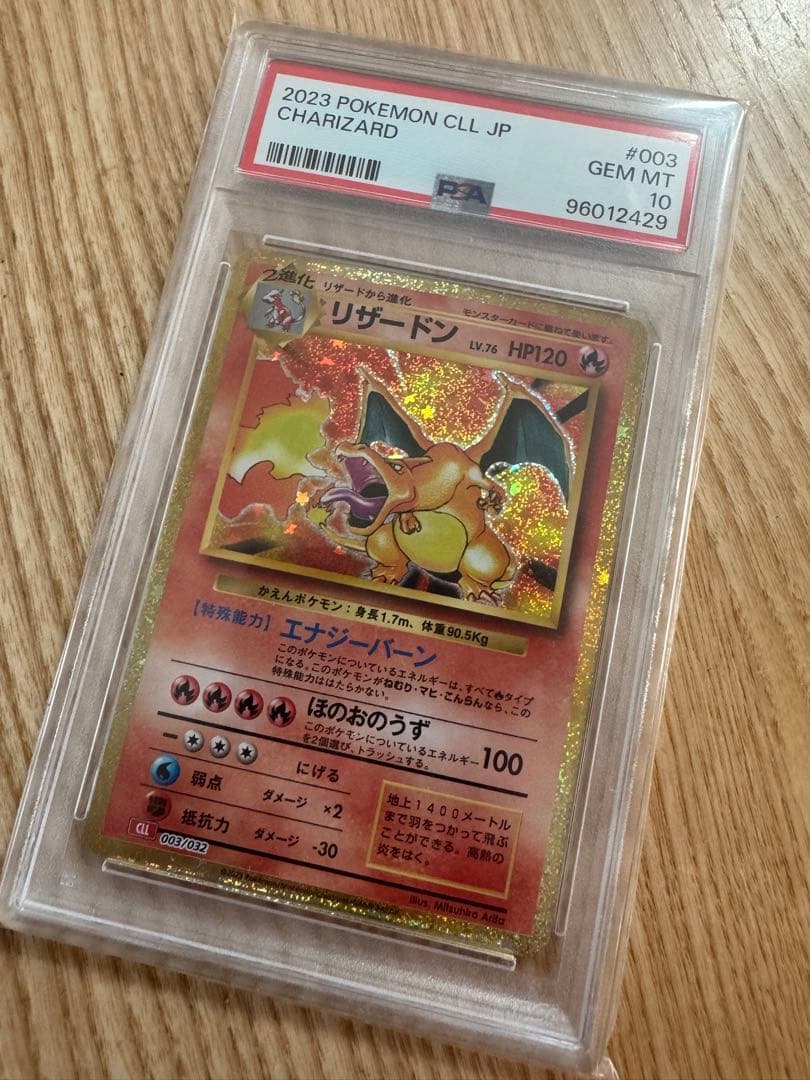 2023 POKEMON CLL JP
#003
CHARIZARD
GEM MT
10
PSA
96012429
2進化 リザードから進化
モンスターカードに重ねて使います。
リザードン LV.76 HP120
かえんポケモン：身長1.7m、体重90.5Kg
【特殊能力】エナジーバーン
このポケモンについているエネルギーは、すべて タイプ
になる。このポケモンがねむり・マヒ・こんらんなら、この
特殊能力ははたらかない。
ほのおのうず
100
このポケモンについているエネルギー
を2個選び、トラッシュする。
− にげる
弱点 ダメージ ×2
抵抗力 ダメージ -30
地上1400メートル
まで羽をつかって飛ぶ
ことができる。高熱の
炎をはく。
CLL 003/032
©2023 Pokémon
Illus. Mitsuhiro Arita